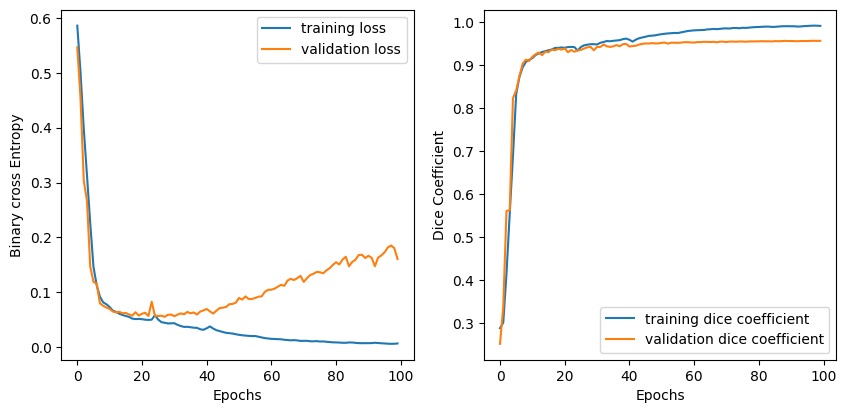 0.6
0.5
0.4
0.3
0.2
0.1
0.0
Binary cross Entropy
training loss
validation loss
0 20 40 60 80 100
Epochs
1.0
0.9
0.8
0.7
0.6
0.5
0.4
0.3
Dice Coefficient
training dice coefficient
validation dice coefficient
0 20 40 60 80 100
Epochs